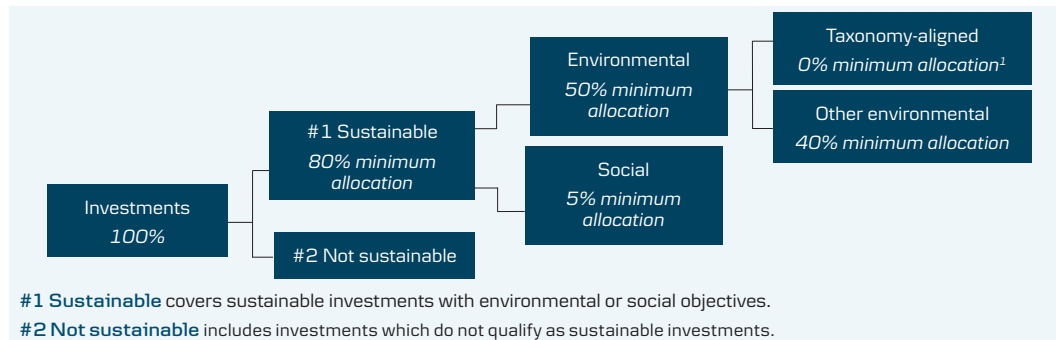 Investments
100%
#1 Sustainable
80% minimum
allocation
#2 Not sustainable
Environmental
50% minimum
allocation
Social
5% minimum
allocation
Taxonomy-aligned
0% minimum allocation¹
Other environmental
40% minimum allocation
#1 Sustainable covers sustainable investments with environmental or social objectives.
#2 Not sustainable includes investments which do not qualify as sustainable investments.